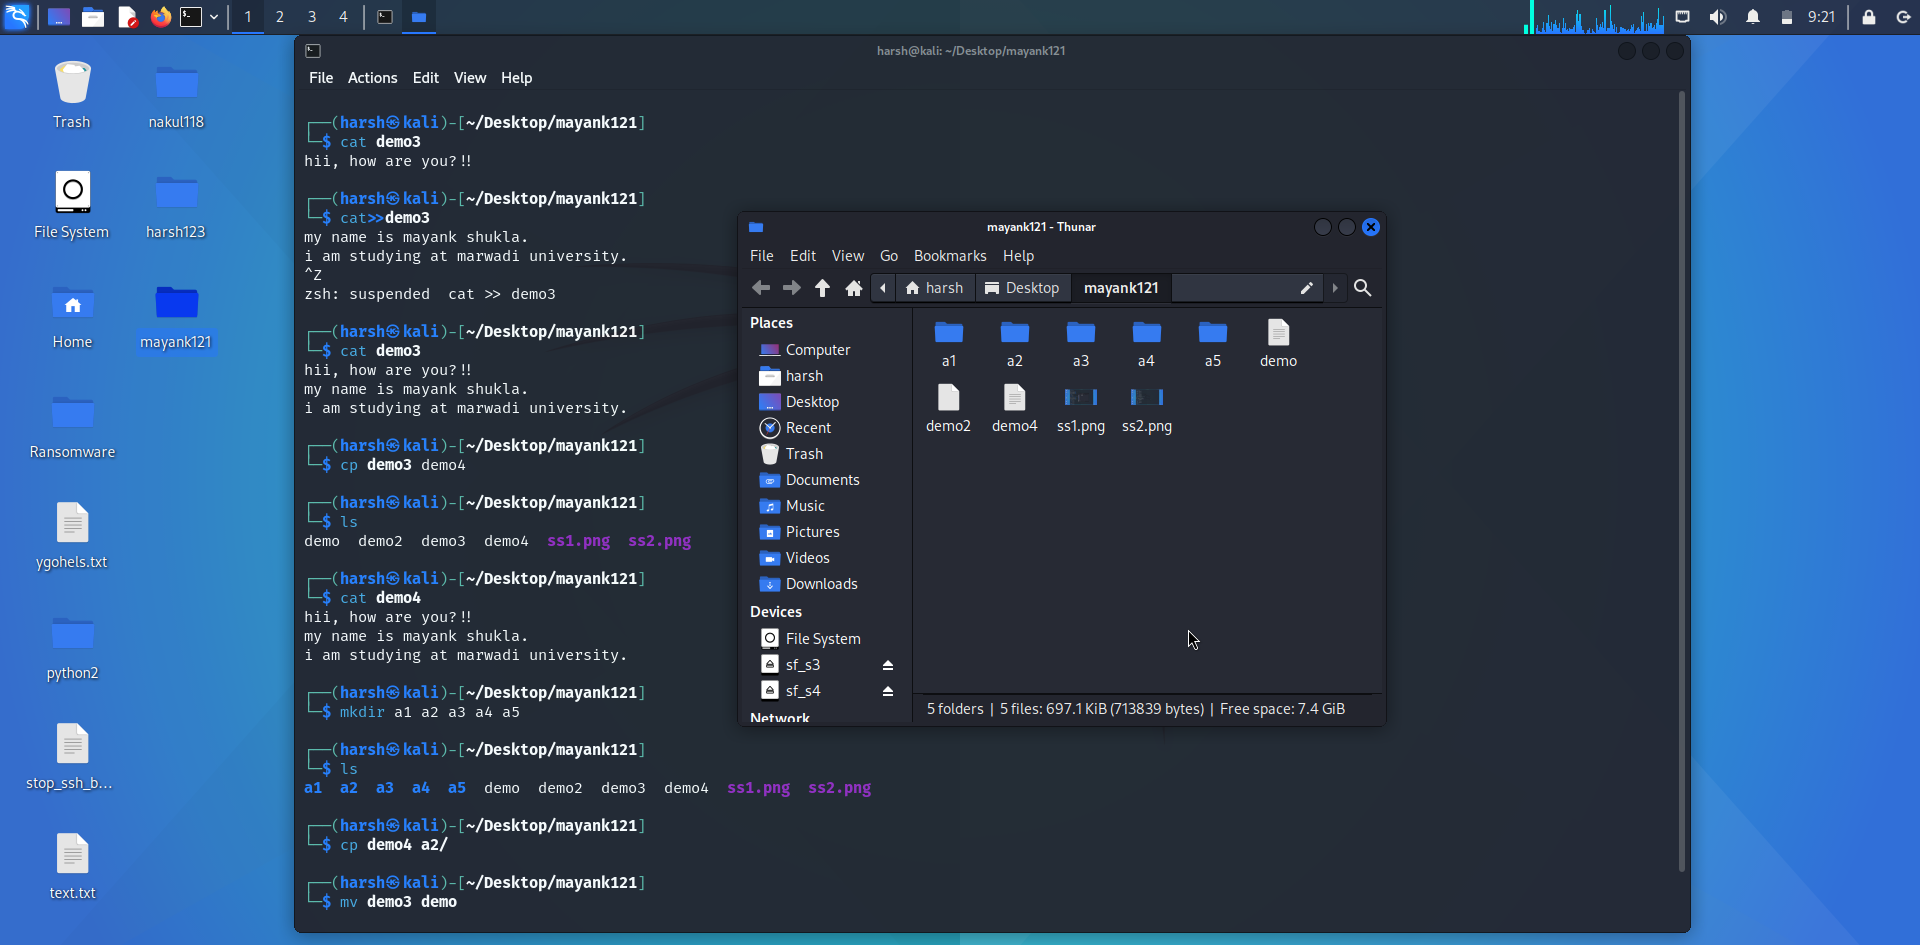 1 2 3 4
9:21
Trash
nakul118
File System
harsh123
Home
mayank121
Ransomware
ygohels.txt
python2
stop_ssh_b...
text.txt
harsh@kali: ~/Desktop/mayank121
File Actions Edit View Help
┌──(harsh㉿kali)-[~/Desktop/mayank121]
└─$ cat demo3
hii, how are you?!!
┌──(harsh㉿kali)-[~/Desktop/mayank121]
└─$ cat>>demo3
my name is mayank shukla.
i am studying at marwadi university.
^Z
zsh: suspended  cat >> demo3
┌──(harsh㉿kali)-[~/Desktop/mayank121]
└─$ cat demo3
hii, how are you?!!
my name is mayank shukla.
i am studying at marwadi university.
┌──(harsh㉿kali)-[~/Desktop/mayank121]
└─$ cp demo3 demo4
┌──(harsh㉿kali)-[~/Desktop/mayank121]
└─$ ls
demo  demo2  demo3  demo4  ss1.png  ss2.png
┌──(harsh㉿kali)-[~/Desktop/mayank121]
└─$ cat demo4
hii, how are you?!!
my name is mayank shukla.
i am studying at marwadi university.
┌──(harsh㉿kali)-[~/Desktop/mayank121]
└─$ mkdir a1 a2 a3 a4 a5
┌──(harsh㉿kali)-[~/Desktop/mayank121]
└─$ ls
a1  a2  a3  a4  a5  demo  demo2  demo3  demo4  ss1.png  ss2.png
┌──(harsh㉿kali)-[~/Desktop/mayank121]
└─$ cp demo4 a2/
┌──(harsh㉿kali)-[~/Desktop/mayank121]
└─$ mv demo3 demo
mayank121 - Thunar
File Edit View Go Bookmarks Help
harsh Desktop mayank121
Places
Computer
harsh
Desktop
Recent
Trash
Documents
Music
Pictures
Videos
Downloads
Devices
File System
sf_s3
sf_s4
Network
a1 a2 a3 a4 a5 demo
demo2 demo4 ss1.png ss2.png
5 folders | 5 files: 697.1 KiB (713839 bytes) | Free space: 7.4 GiB